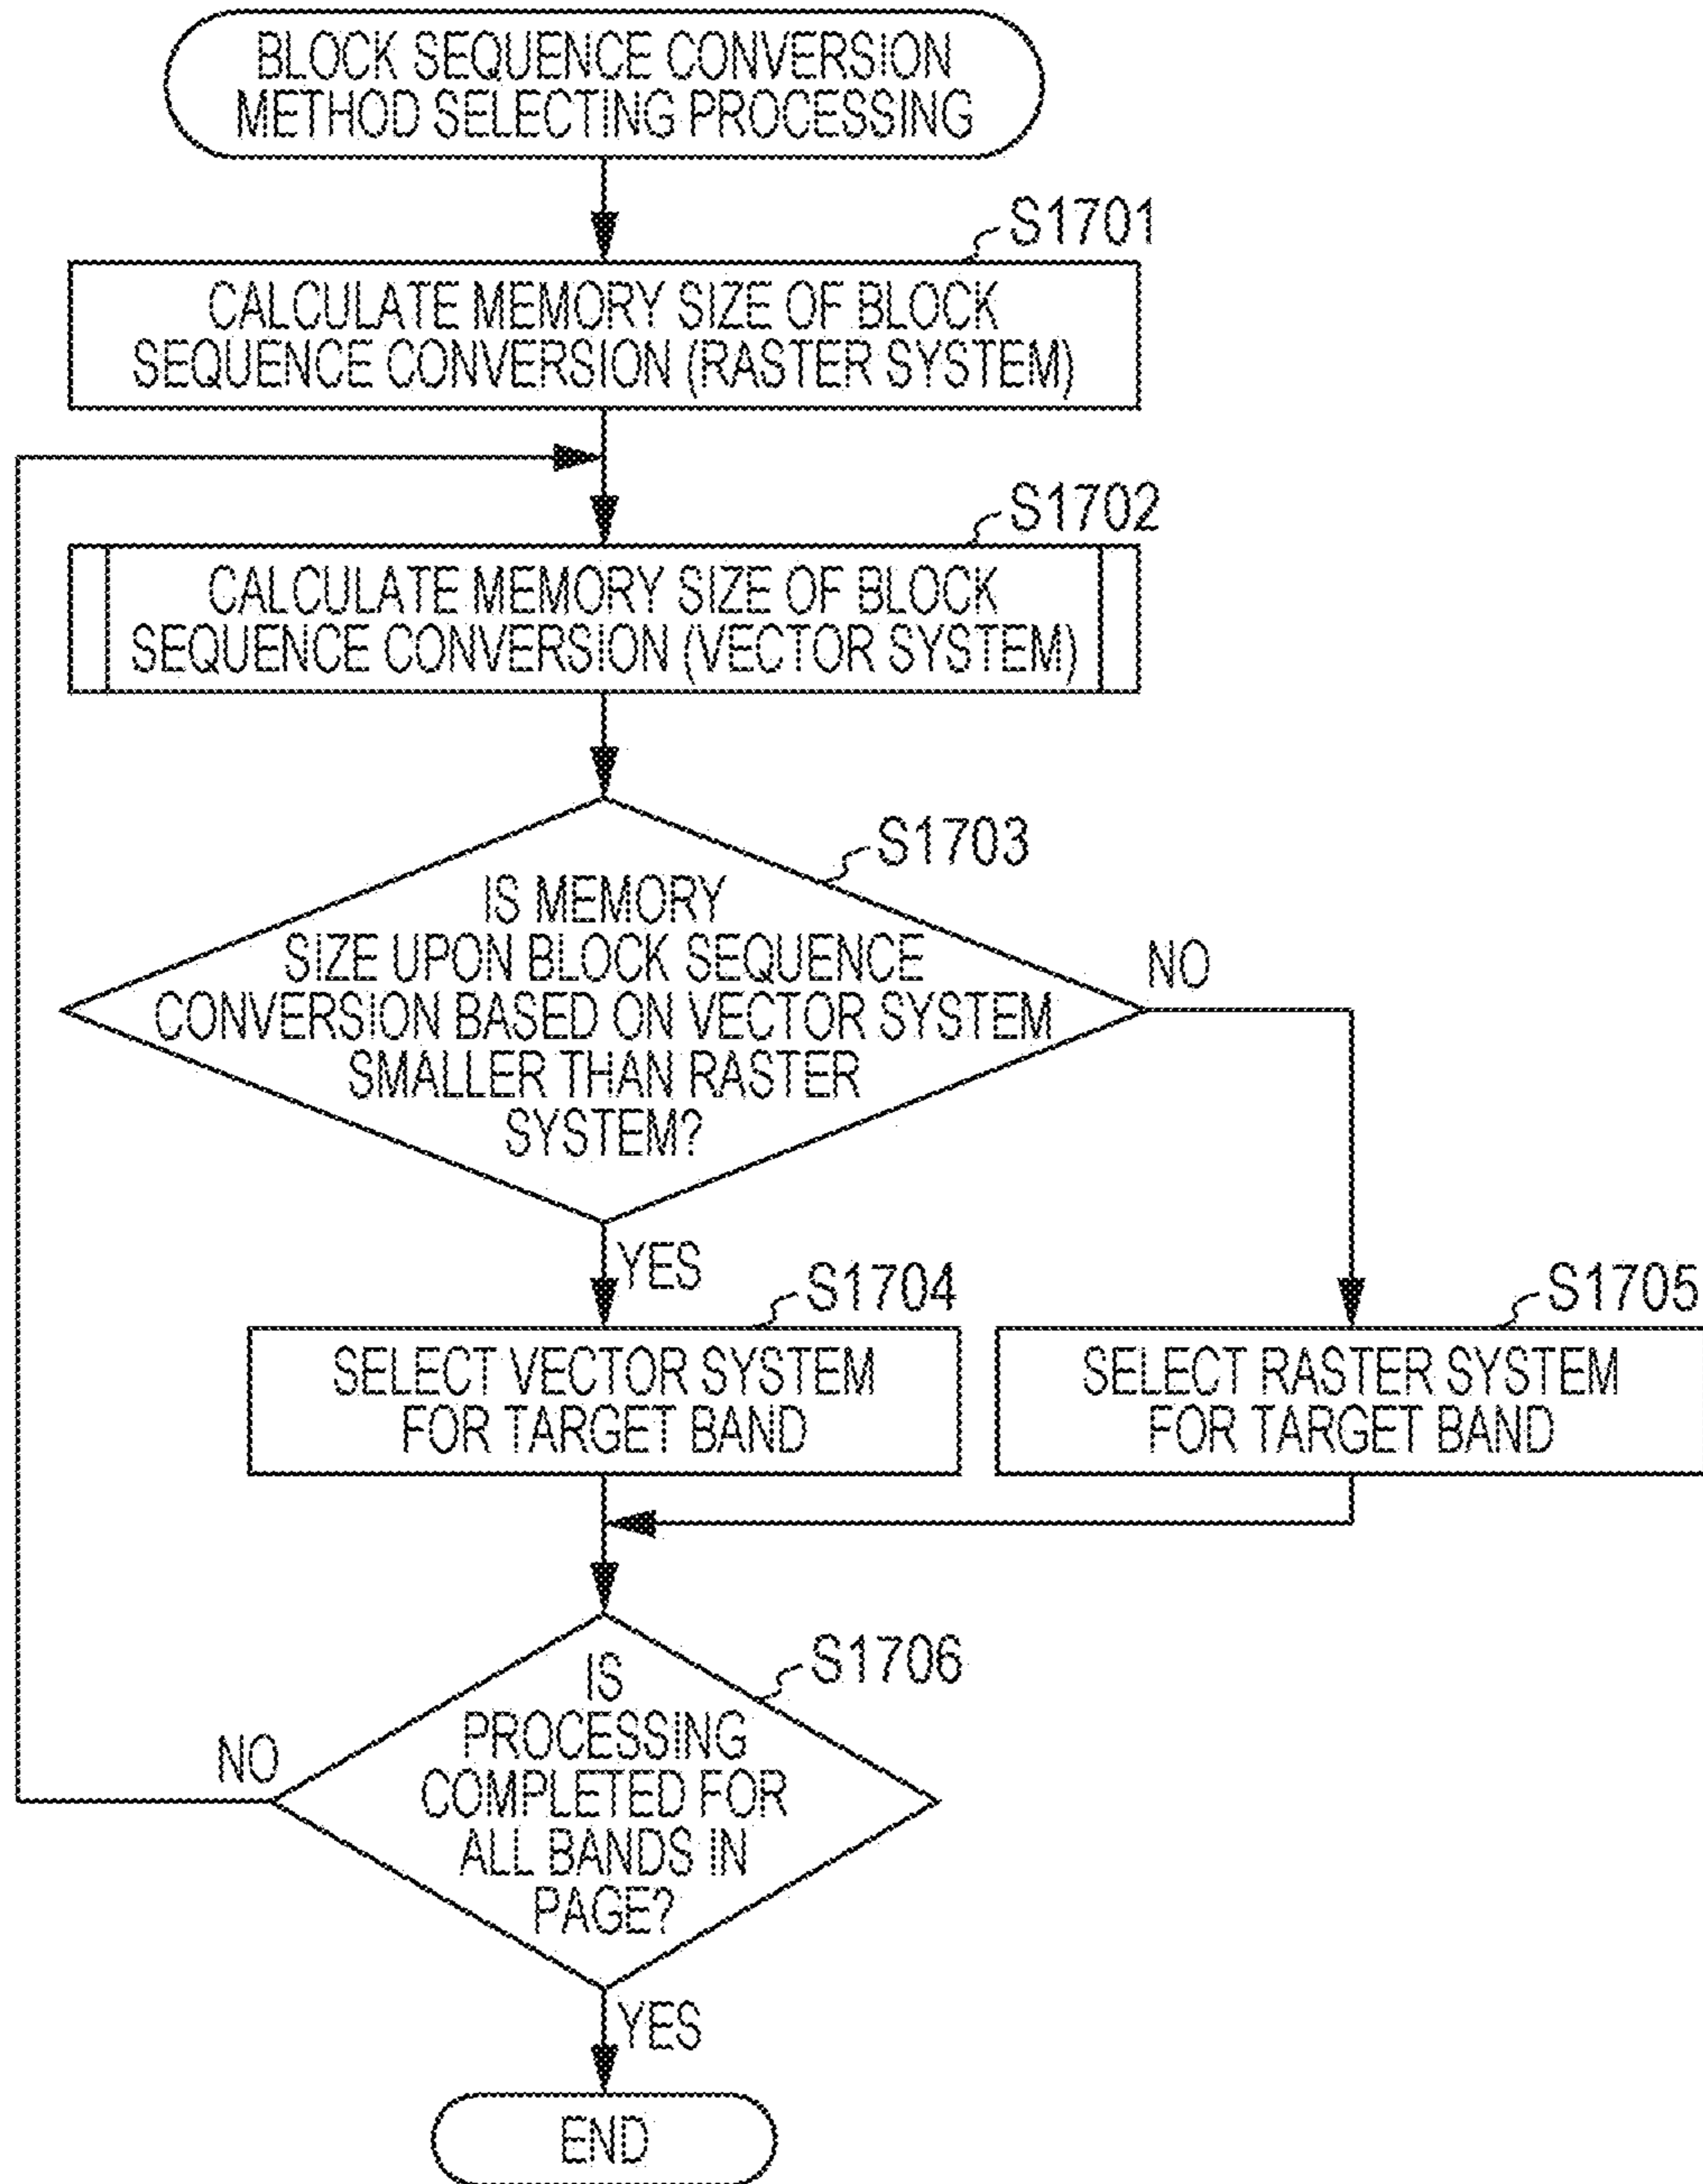 BLOCK SEQUENCE CONVERSION
METHOD SELECTING PROCESSING
S1701
CALCULATE MEMORY SIZE OF BLOCK
SEQUENCE CONVERSION (RASTER SYSTEM)
S1702
CALCULATE MEMORY SIZE OF BLOCK
SEQUENCE CONVERSION (VECTOR SYSTEM)
S1703
IS MEMORY
SIZE UPON BLOCK SEQUENCE
CONVERSION BASED ON VECTOR SYSTEM
SMALLER THAN RASTER
SYSTEM?
NO
YES
S1704
SELECT VECTOR SYSTEM
FOR TARGET BAND
S1705
SELECT RASTER SYSTEM
FOR TARGET BAND
S1706
IS
PROCESSING
COMPLETED FOR
ALL BANDS IN
PAGE?
NO
YES
END